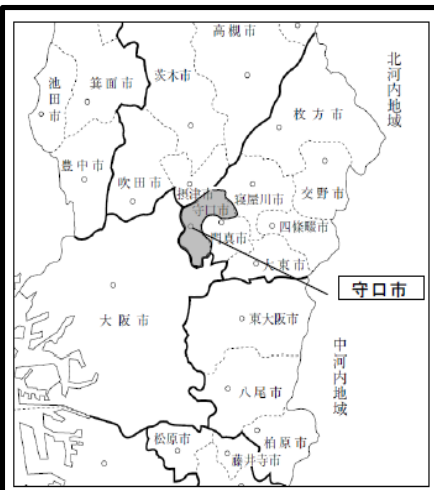 高槻市
北河内地域
池田市
箕面市
茨木市
枚方市
豊中市
吹田市
摂津市
寝屋川市
交野市
守口市
門真市
四條畷市
大東市
守口市
大阪市
東大阪市
中河内地域
八尾市
松原市
柏原市
藤井寺市